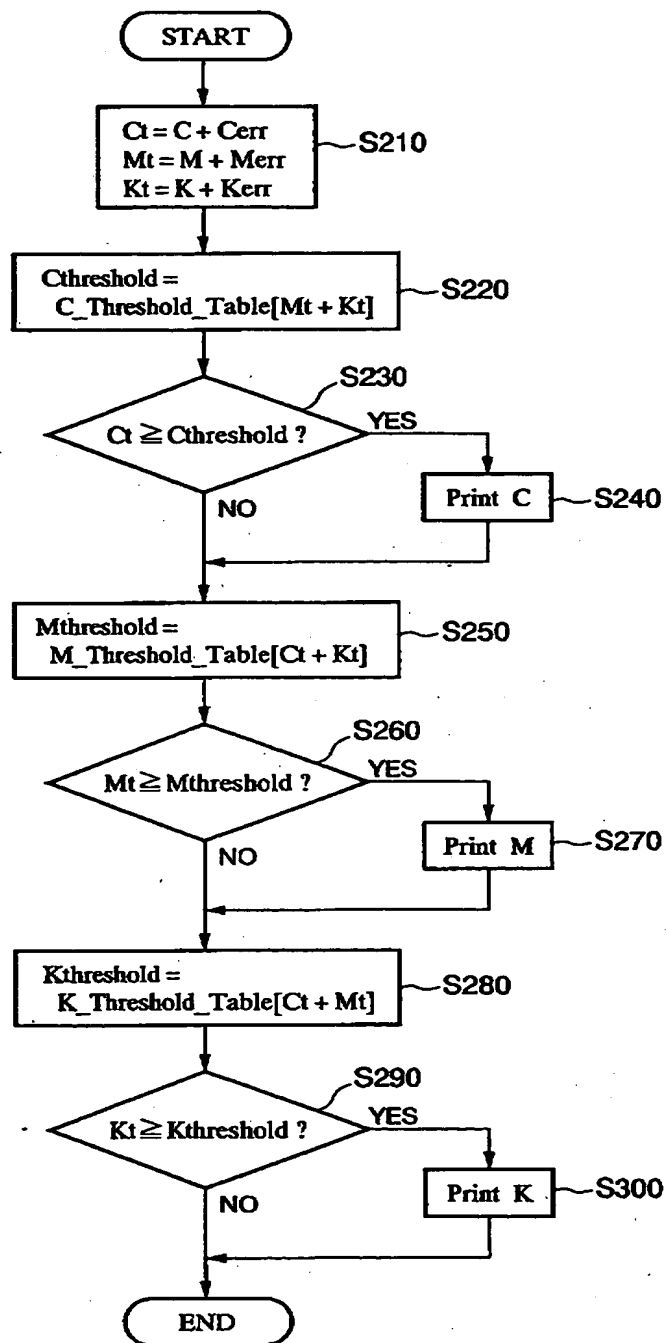 START
Ct = C + Cerr
Mt = M + Merr
Kt = K + Kerr
S210
Cthreshold =
C_Threshold_Table[Mt + Kt]
S220
S230
Ct ≧ Cthreshold ?
YES
NO
Print C
S240
Mthreshold =
M_Threshold_Table[Ct + Kt]
S250
S260
Mt ≧ Mthreshold ?
YES
NO
Print M
S270
Kthreshold =
K_Threshold_Table[Ct + Mt]
S280
S290
Kt ≧ Kthreshold ?
YES
NO
Print K
S300
END